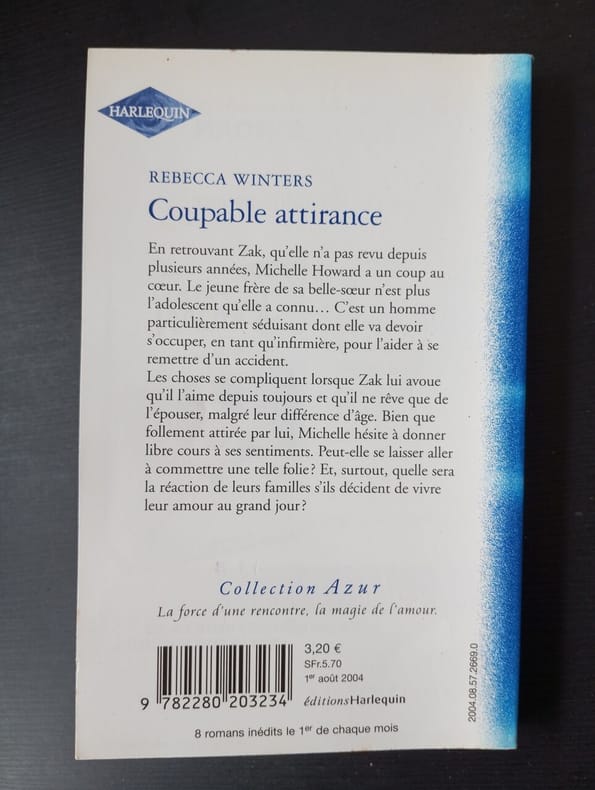 HARLEQUIN
REBECCA WINTERS
Coupable attirance
En retrouvant Zak, qu'elle n'a pas revu depuis
plusieurs années, Michelle Howard a un coup au
cœur. Le jeune frère de sa belle-sœur n'est plus
l'adolescent qu'elle a connu… C'est un homme
particulièrement séduisant dont elle va devoir
s'occuper, en tant qu'infirmière, pour l'aider à se
remettre d'un accident.
Les choses se compliquent lorsque Zak lui avoue
qu'il l'aime depuis toujours et qu'il ne rêve que de
l'épouser, malgré leur différence d'âge. Bien que
follement attirée par lui, Michelle hésite à donner
libre cours à ses sentiments. Peut-elle se laisser aller
à commettre une telle folie? Et, surtout, quelle sera
la réaction de leurs familles s'ils décident de vivre
leur amour au grand jour?
Collection Azur
La force d'une rencontre, la magie de l'amour.
3,20 €
SFr.5.70
1er août 2004
éditionsHarlequin
9 782280 203234
8 romans inédits le 1er de chaque mois
2004.08.57.2669.0